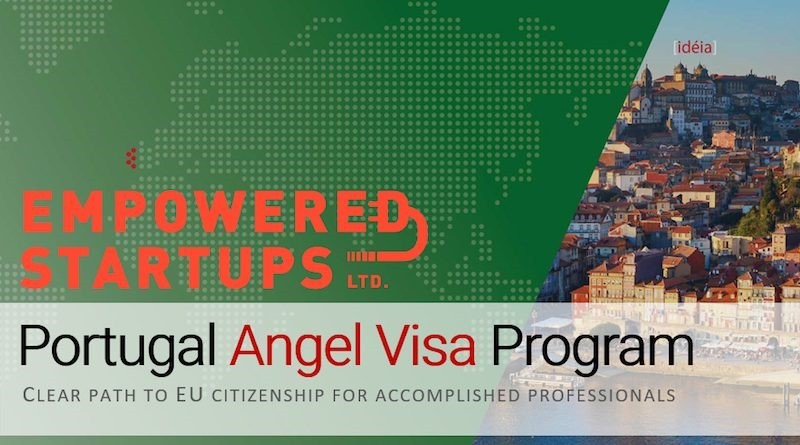 [idéia]
EMPOWERED
STARTUPS LTD.
Portugal Angel Visa Program
CLEAR PATH TO EU CITIZENSHIP FOR ACCOMPLISHED PROFESSIONALS